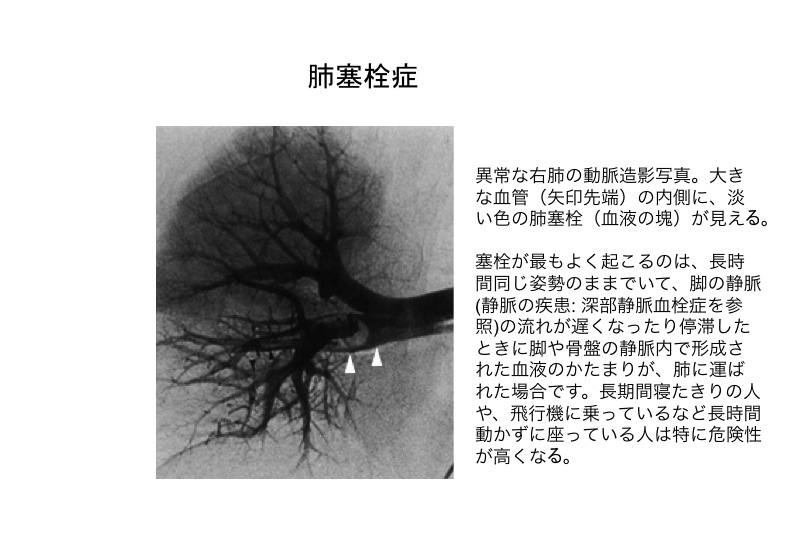 肺塞栓症
異常な右肺の動脈造影写真。大き
な血管（矢印先端）の内側に、淡
い色の肺塞栓（血液の塊）が見える。
塞栓が最もよく起こるのは、長時
間同じ姿勢のままでいて、脚の静脈
(静脈の疾患: 深部静脈血栓症を参
照)の流れが遅くなったり停滞した
ときに脚や骨盤の静脈内で形成さ
れた血液のかたまりが、肺に運ば
れた場合です。長期間寝たきりの人
や、飛行機に乗っているなど長時間
動かずに座っている人は特に危険性
が高くなる。